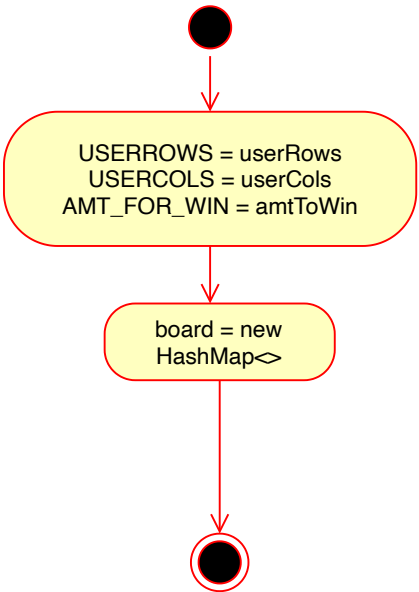 USERROWS = userRows
USERCOLS = userCols
AMT_FOR_WIN = amtToWin
board = new
HashMap<>